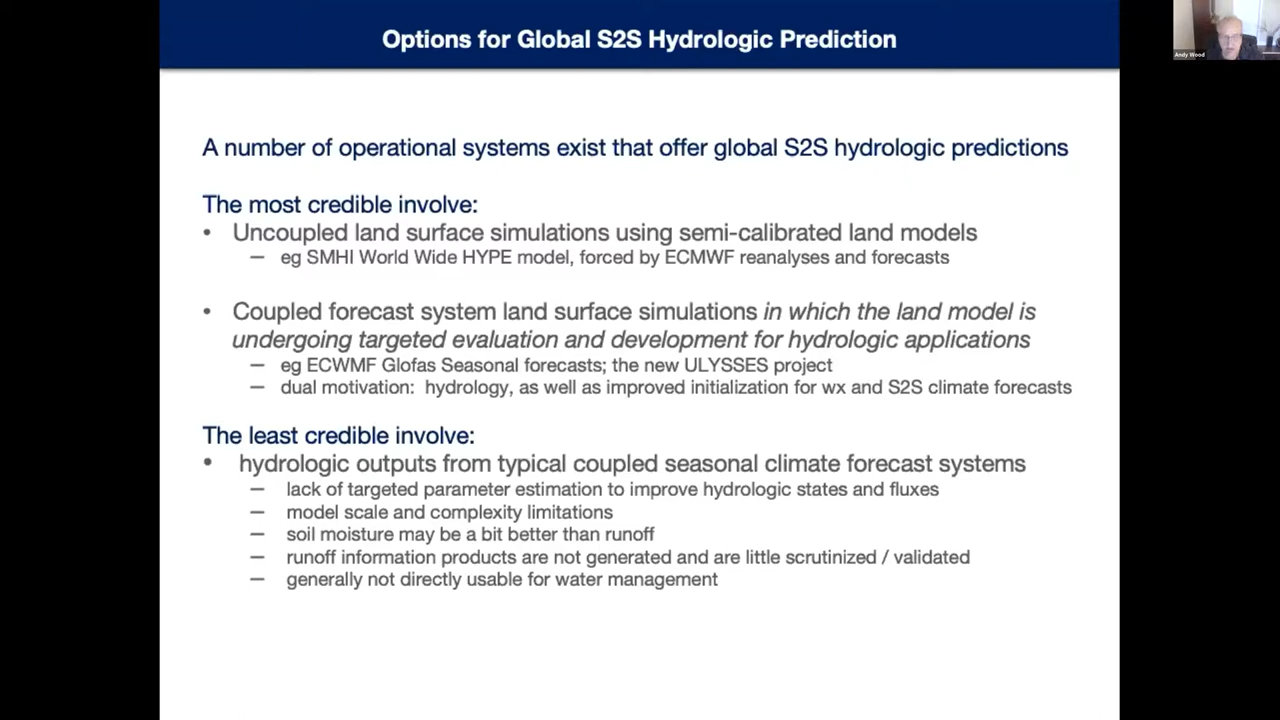 Options for Global S2S Hydrologic Prediction
Andy Wood
A number of operational systems exist that offer global S2S hydrologic predictions
The most credible involve:
• Uncoupled land surface simulations using semi-calibrated land models
— eg SMHI World Wide HYPE model, forced by ECMWF reanalyses and forecasts
• Coupled forecast system land surface simulations in which the land model is
undergoing targeted evaluation and development for hydrologic applications
— eg ECWMF Glofas Seasonal forecasts; the new ULYSSES project
— dual motivation: hydrology, as well as improved initialization for wx and S2S climate forecasts
The least credible involve:
• hydrologic outputs from typical coupled seasonal climate forecast systems
— lack of targeted parameter estimation to improve hydrologic states and fluxes
— model scale and complexity limitations
— soil moisture may be a bit better than runoff
— runoff information products are not generated and are little scrutinized / validated
— generally not directly usable for water management